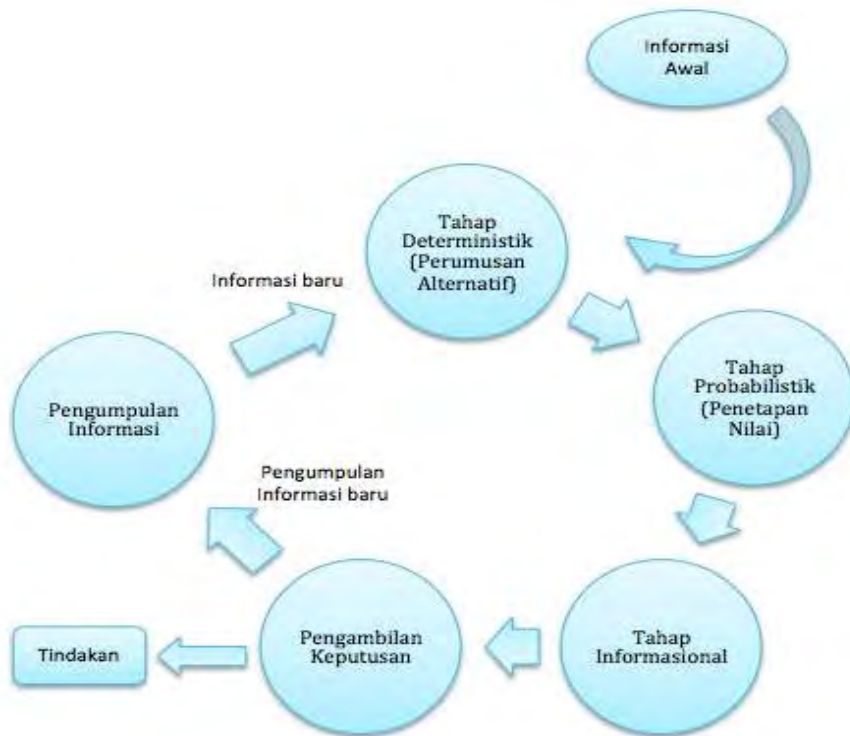 Informasi
Awal
Tahap
Deterministik
(Perumusan
Alternatif)
Informasi baru
Tahap
Probabilistik
(Penetapan
Nilai)
Pengumpulan
Informasi
Pengumpulan
Informasi baru
Tindakan
Pengambilan
Keputusan
Tahap
Informasional